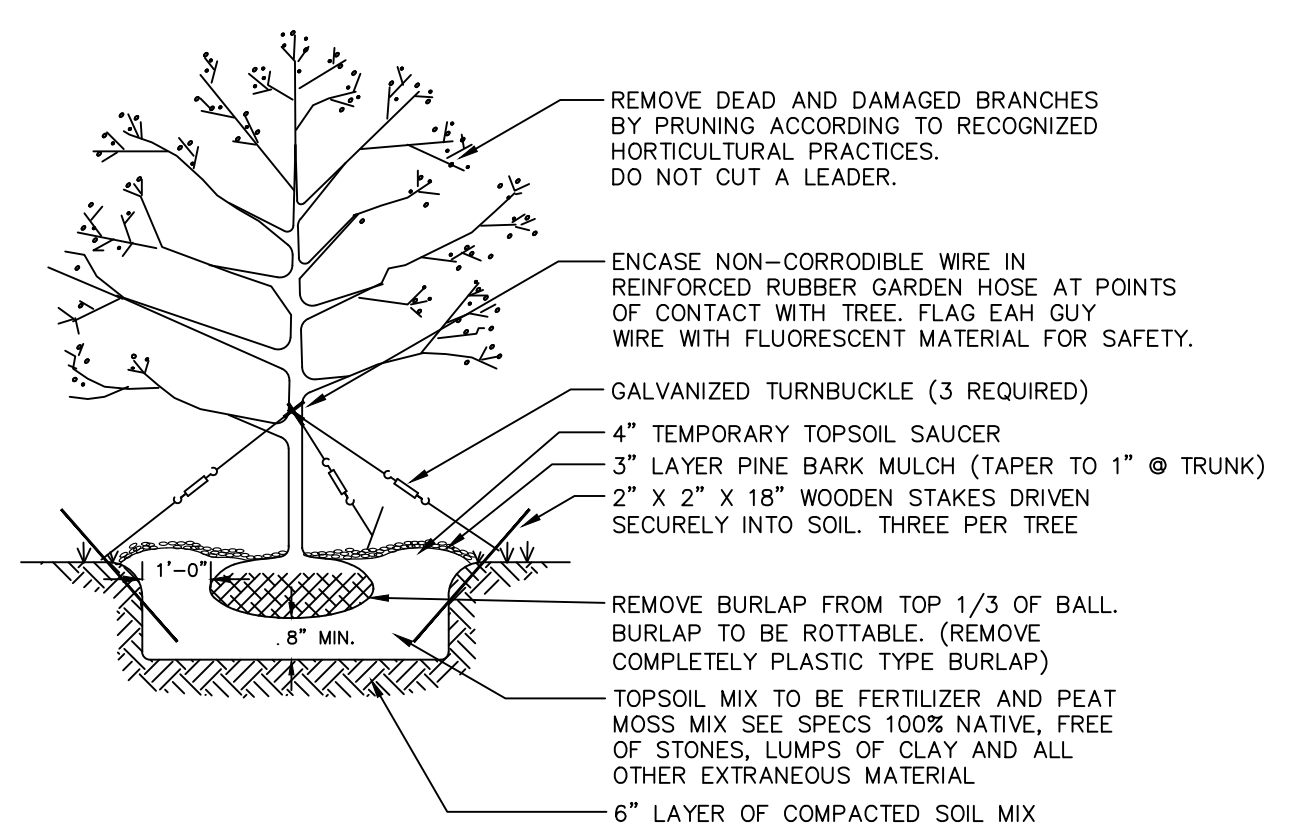 REMOVE DEAD AND DAMAGED BRANCHES
BY PRUNING ACCORDING TO RECOGNIZED
HORTICULTURAL PRACTICES.
DO NOT CUT A LEADER.
ENCASE NON-CORRODIBLE WIRE IN
REINFORCED RUBBER GARDEN HOSE AT POINTS
OF CONTACT WITH TREE. FLAG EAH GUY
WIRE WITH FLUORESCENT MATERIAL FOR SAFETY.
GALVANIZED TURNBUCKLE (3 REQUIRED)
4" TEMPORARY TOPSOIL SAUCER
3" LAYER PINE BARK MULCH (TAPER TO 1" @ TRUNK)
2" X 2" X 18" WOODEN STAKES DRIVEN
SECURELY INTO SOIL. THREE PER TREE
1'-0"
REMOVE BURLAP FROM TOP 1/3 OF BALL.
BURLAP TO BE ROTTABLE. (REMOVE
COMPLETELY PLASTIC TYPE BURLAP)
.8" MIN.
TOPSOIL MIX TO BE FERTILIZER AND PEAT
MOSS MIX SEE SPECS 100% NATIVE, FREE
OF STONES, LUMPS OF CLAY AND ALL
OTHER EXTRANEOUS MATERIAL
6" LAYER OF COMPACTED SOIL MIX